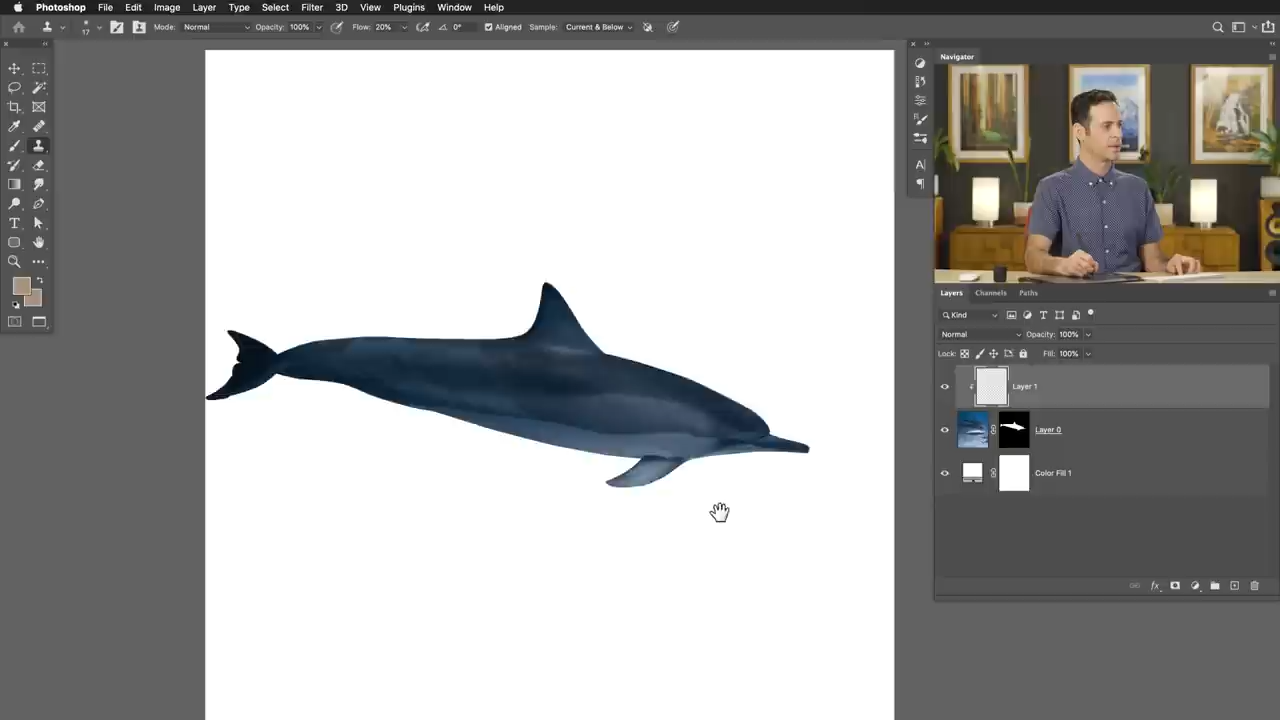 Photoshop File Edit Image Layer Type Select Filter 3D View Plugins Window Help
17 Mode: Normal Opacity: 100% Flow: 20% 0° Aligned Sample: Current & Below
Navigator
Layers Channels Paths
Kind
Normal Opacity: 100%
Lock: Fill: 100%
Layer 1
Layer 0
Color Fill 1